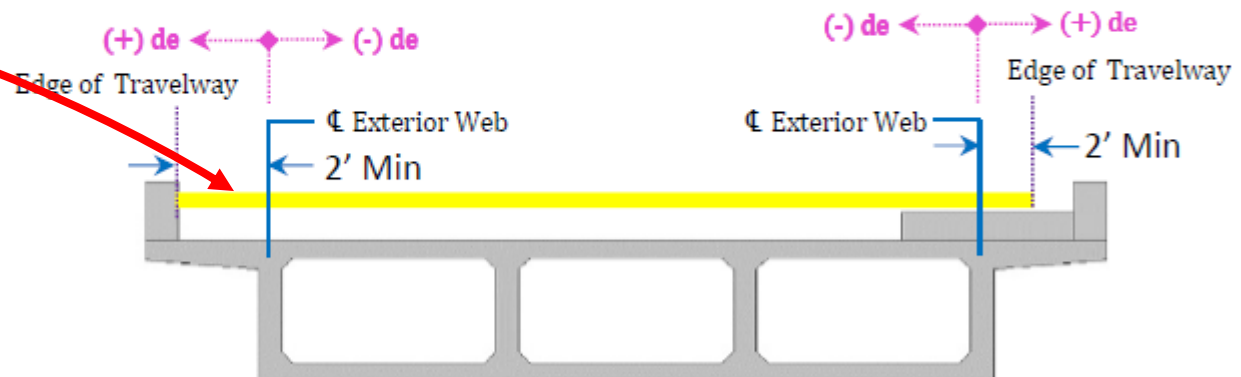 (+) de (-) de
(-) de (+) de
Edge of Travelway
Edge of Travelway
℄ Exterior Web
℄ Exterior Web
2' Min
2' Min